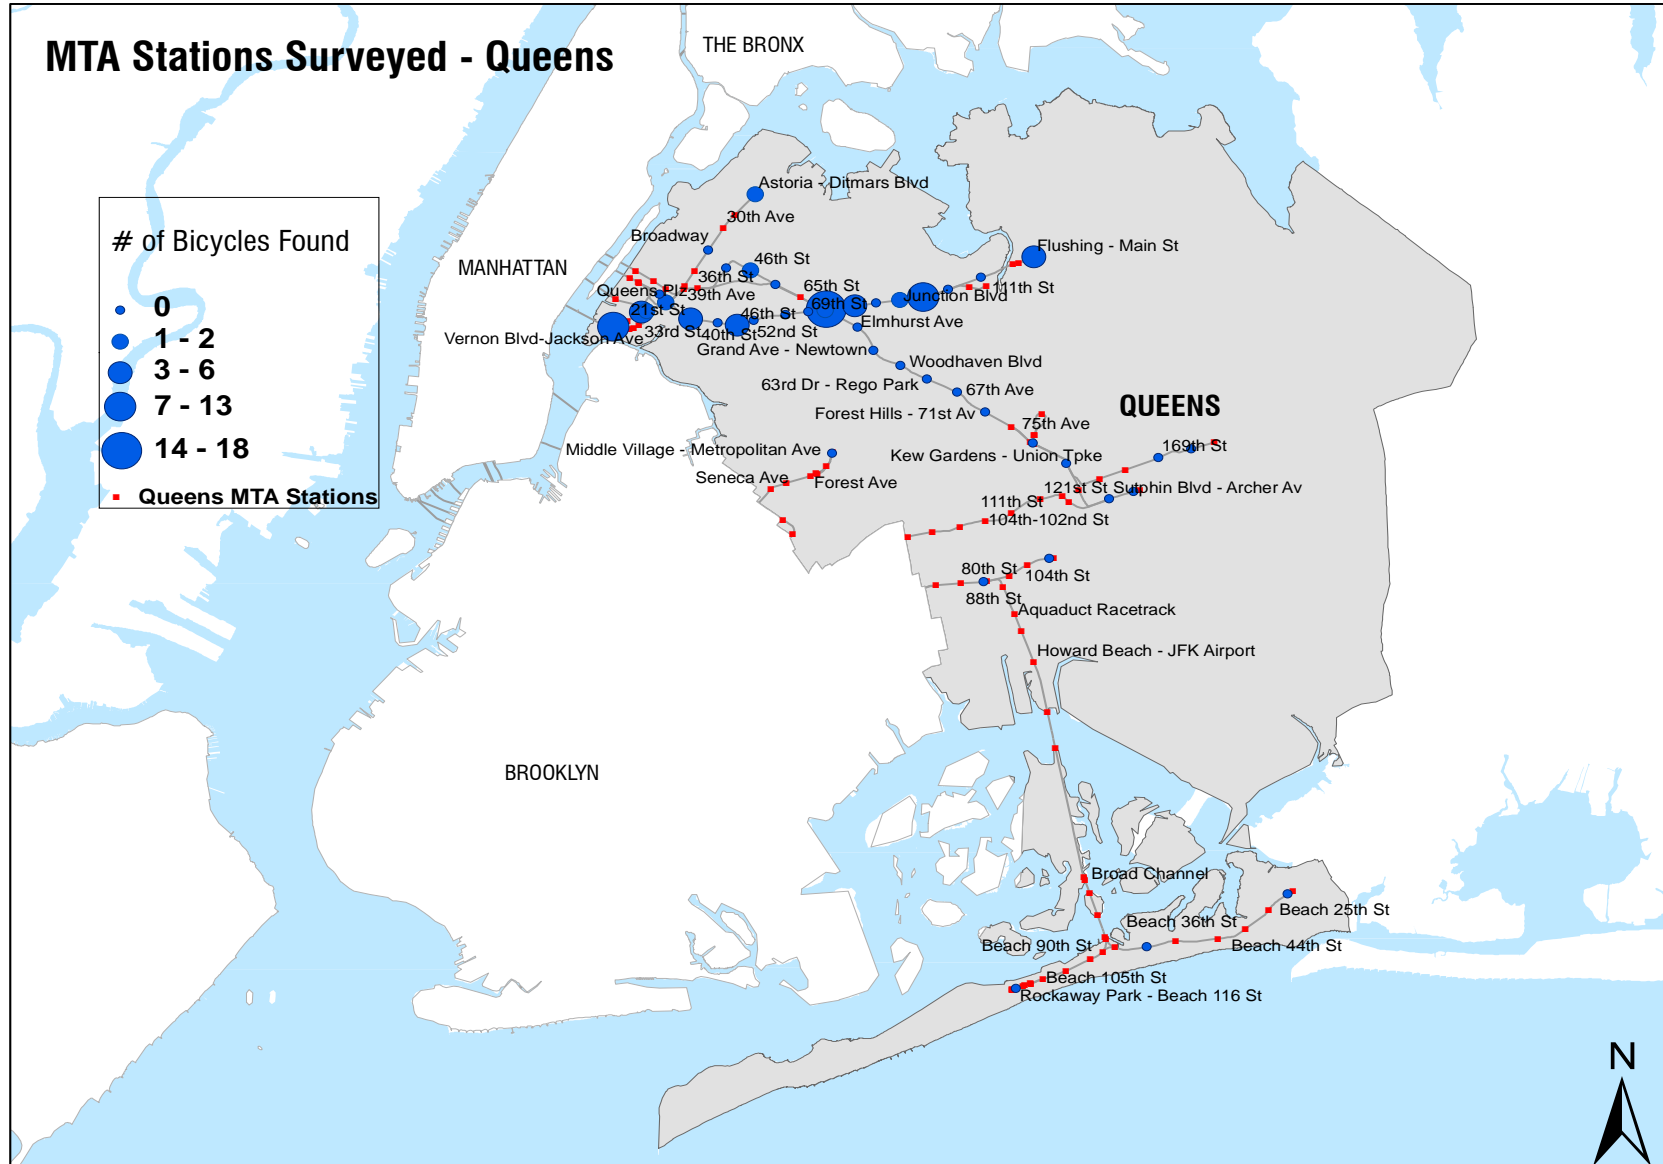 MTA Stations Surveyed - Queens
THE BRONX
# of Bicycles Found
0
1 - 2
3 - 6
7 - 13
14 - 18
Queens MTA Stations
MANHATTAN
Astoria - Ditmars Blvd
30th Ave
Broadway
Flushing - Main St
46th St
36th St
65th St
111th St
Queens Plz
39th Ave
Junction Blvd
69th St
21st St
46th St
Elmhurst Ave
Vernon Blvd-Jackson Ave
33rd St
40th St
52nd St
Grand Ave - Newtown
Woodhaven Blvd
63rd Dr - Rego Park
67th Ave
QUEENS
Forest Hills - 71st Av
75th Ave
Middle Village - Metropolitan Ave
Kew Gardens - Union Tpke
169th St
Seneca Ave
Forest Ave
121st St
Sutphin Blvd - Archer Av
111th St
104th-102nd St
80th St
104th St
88th St
Aquaduct Racetrack
Howard Beach - JFK Airport
BROOKLYN
Broad Channel
Beach 25th St
Beach 36th St
Beach 90th St
Beach 44th St
Beach 105th St
Rockaway Park - Beach 116 St
N